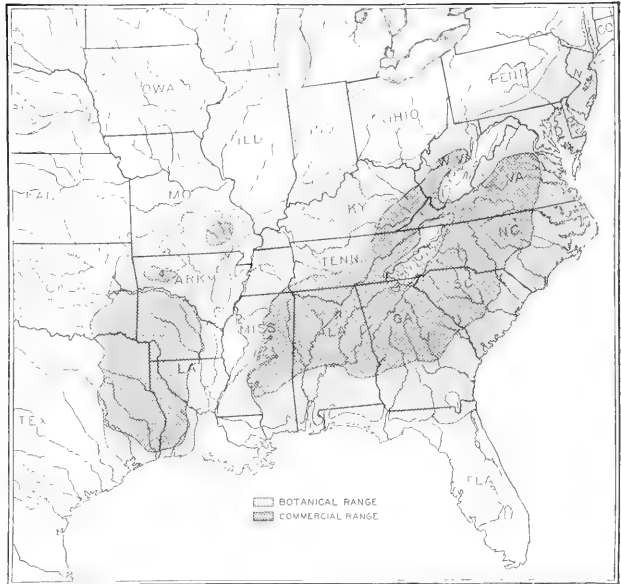 IOWA
ILL
OHIO
PENN
N.J.
CO
MO
KY
W VA
VA
TENN.
NC
ARK
SC
MISS
ALA
GA
LA
TEX
FLA
BOTANICAL RANGE
COMMERCIAL RANGE